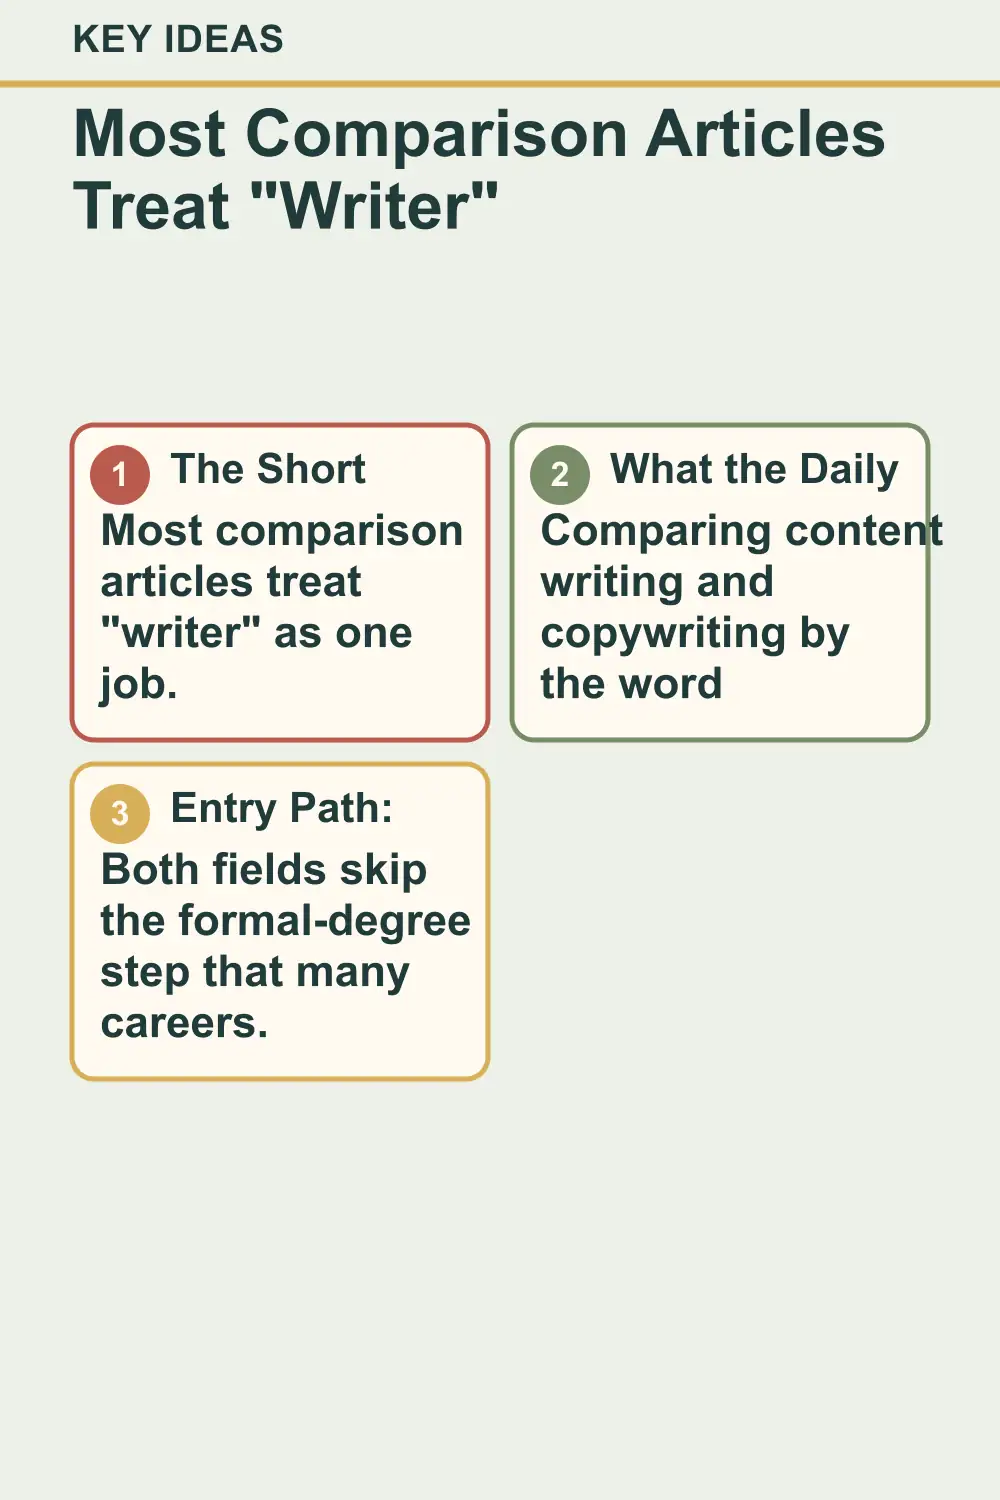 KEY IDEAS
Most Comparison Articles
Treat "Writer"
1 The Short
Most comparison
articles treat
"writer" as one
job.
2 What the Daily
Comparing content
writing and
copywriting by
the word
3 Entry Path:
Both fields skip
the formal-degree
step that many
careers.